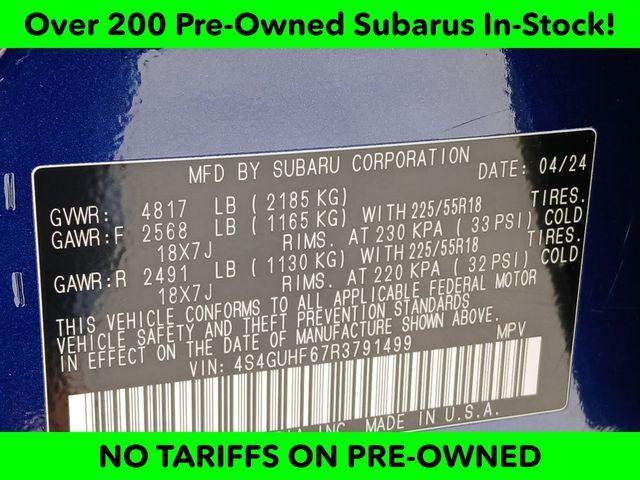 Over 200 Pre-Owned Subarus In-Stock!
MFD BY SUBARU CORPORATION DATE: 04/24
GVWR: 4817 LB ( 2185 KG)
GAWR:F 2568 LB ( 1165 KG) WITH 225/55R18 TIRES.
18X7J RIMS. AT 230 KPA ( 33 PSI) COLD
GAWR:R 2491 LB ( 1130 KG) WITH 225/55R18 TIRES.
18X7J RIMS. AT 220 KPA ( 32 PSI) COLD
THIS VEHICLE CONFORMS TO ALL APPLICABLE FEDERAL MOTOR
VEHICLE SAFETY AND THEFT PREVENTION STANDARDS
IN EFFECT ON THE DATE OF MANUFACTURE SHOWN ABOVE.
VIN: 4S4GUHF67R3791499 MPV
INC. MADE IN U.S.A.
NO TARIFFS ON PRE-OWNED